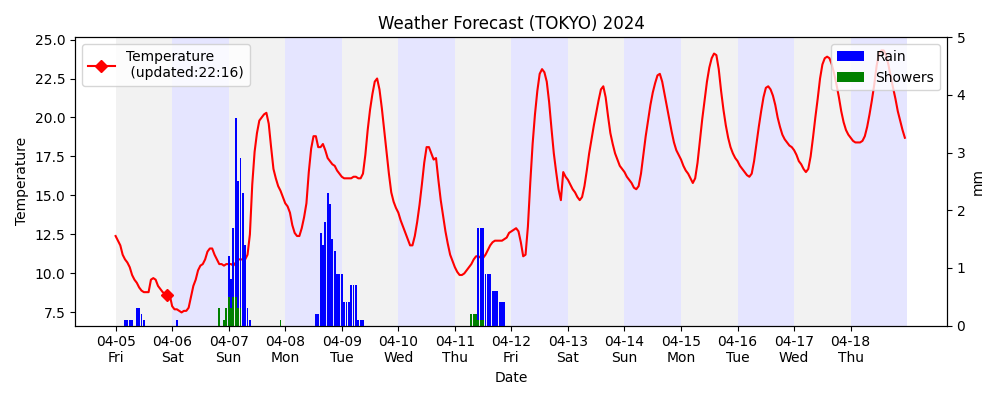 Weather Forecast (TOKYO) 2024
Temperature
(updated:22:16)
Rain
Showers
Temperature
25.0
22.5
20.0
17.5
15.0
12.5
10.0
7.5
5
4
3
2
1
0
mm
04-05 04-06 04-07 04-08 04-09 04-10 04-11 04-12 04-13 04-14 04-15 04-16 04-17 04-18
Fri Sat Sun Mon Tue Wed Thu Fri Sat Sun Mon Tue Wed Thu
Date